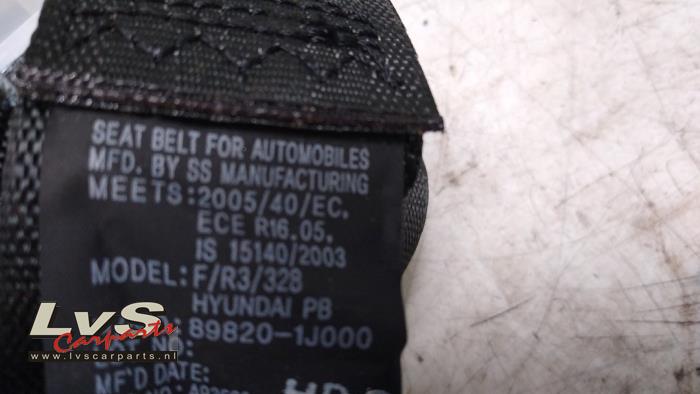 SEAT BELT FOR AUTOMOBILES
MFD. BY SS MANUFACTURING
MEETS:2005/40/EC.
ECE R16.05.
IS 15140/2003
MODEL:F/R3/328
HYUNDAI PB
:89820-1J000
NO:
MF'D DATE:
LvS
Carparts
www.lvscarparts.nl